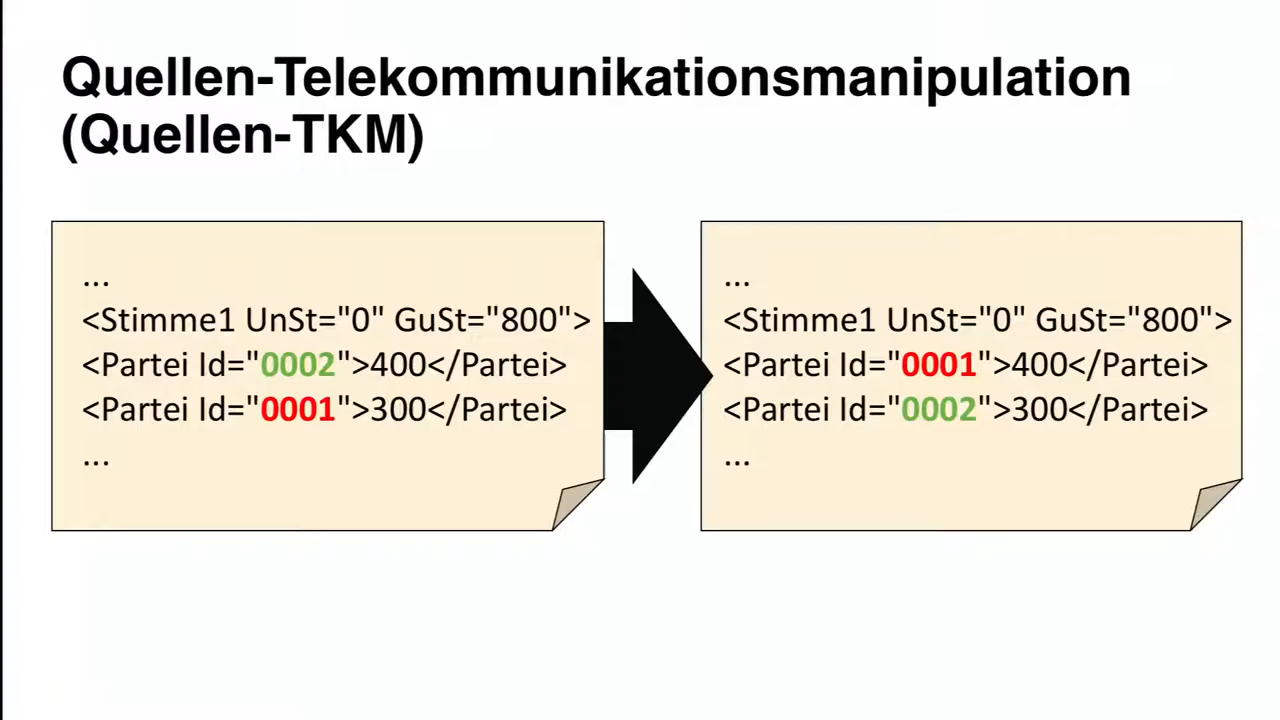 Quellen-Telekommunikationsmanipulation
(Quellen-TKM)
...
<Stimme1 UnSt="0" GuSt="800">
<Partei Id="0002">400</Partei>
<Partei Id="0001">300</Partei>
...
...
<Stimme1 UnSt="0" GuSt="800">
<Partei Id="0001">400</Partei>
<Partei Id="0002">300</Partei>
...